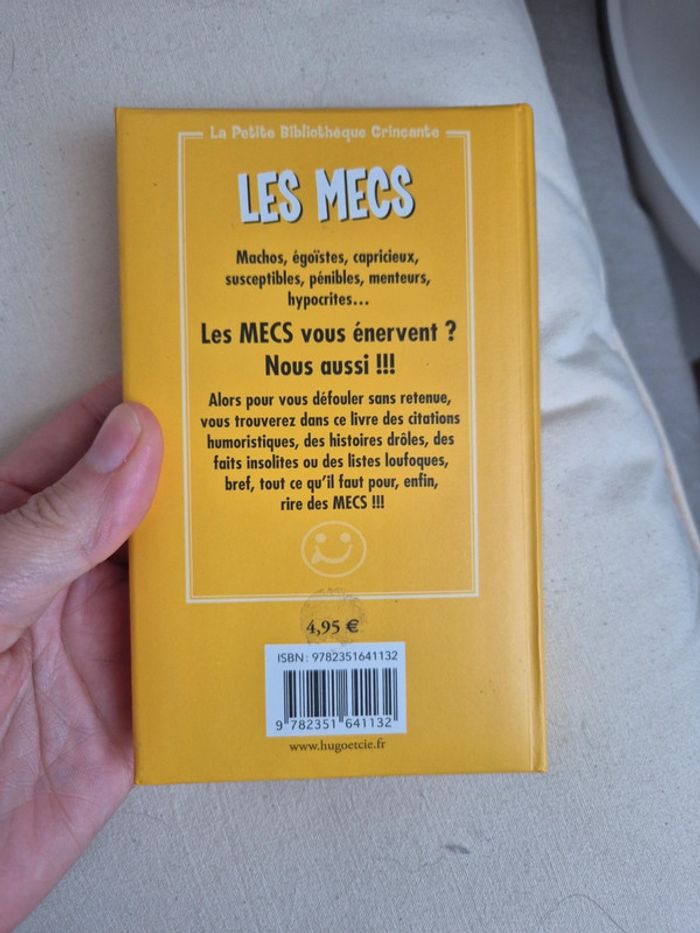 La Petite Bibliothèque Grinçante
LES MECS
Machos, égoïstes, capricieux,
susceptibles, pénibles, menteurs,
hypocrites...
Les MECS vous énervent ?
Nous aussi !!!
Alors pour vous défouler sans retenue,
vous trouverez dans ce livre des citations
humoristiques, des histoires drôles, des
faits insolites ou des listes loufoques,
bref, tout ce qu'il faut pour, enfin,
rire des MECS !!!
4,95 €
ISBN : 9782351641132
9 782351 641132
www.hugoetcie.fr